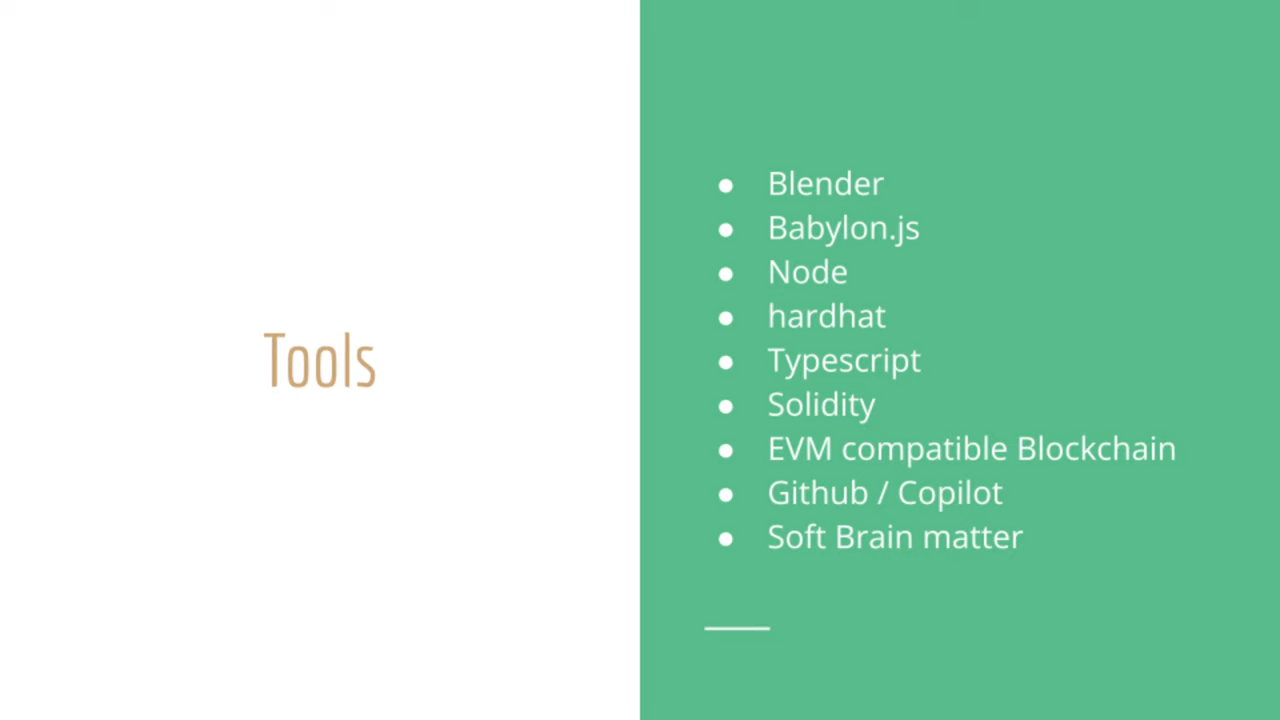 Tools
● Blender
● Babylon.js
● Node
● hardhat
● Typescript
● Solidity
● EVM compatible Blockchain
● Github / Copilot
● Soft Brain matter